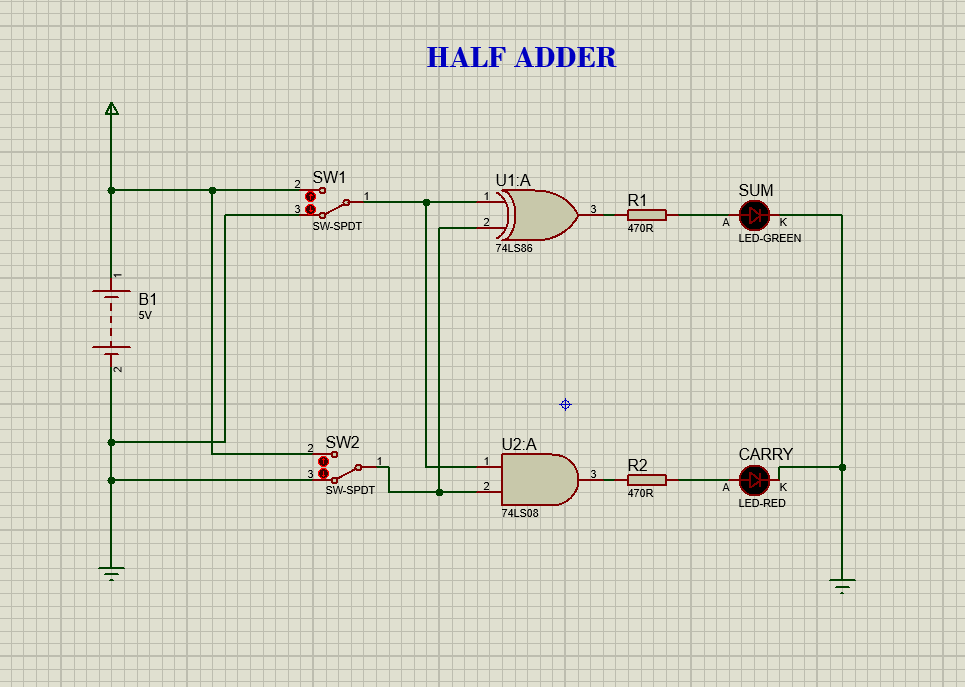 HALF ADDER
SW1
2
1
3
SW-SPDT
U1:A
1
2
3
74LS86
R1
470R
SUM
A
K
LED-GREEN
1
B1
5V
2
SW2
2
1
3
SW-SPDT
U2:A
1
2
3
74LS08
R2
470R
CARRY
A
K
LED-RED